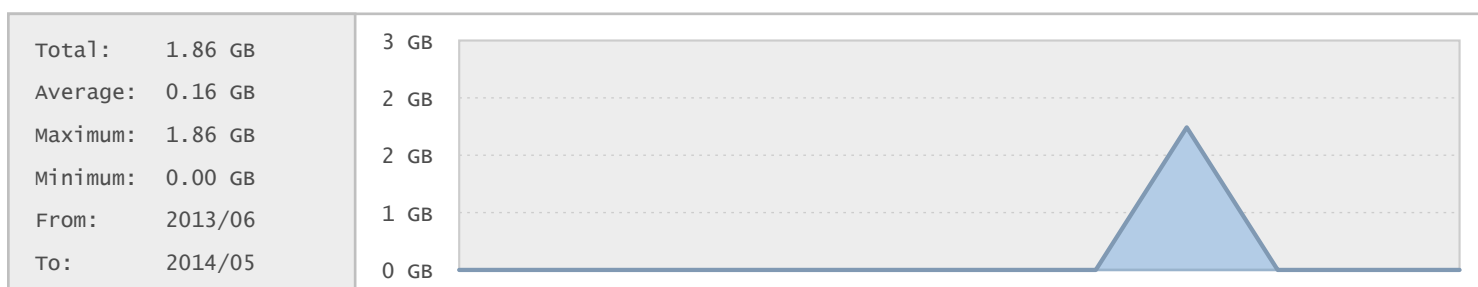 Total: 1.86 GB
Average: 0.16 GB
Maximum: 1.86 GB
Minimum: 0.00 GB
From: 2013/06
To: 2014/05
3 GB
2 GB
2 GB
1 GB
0 GB